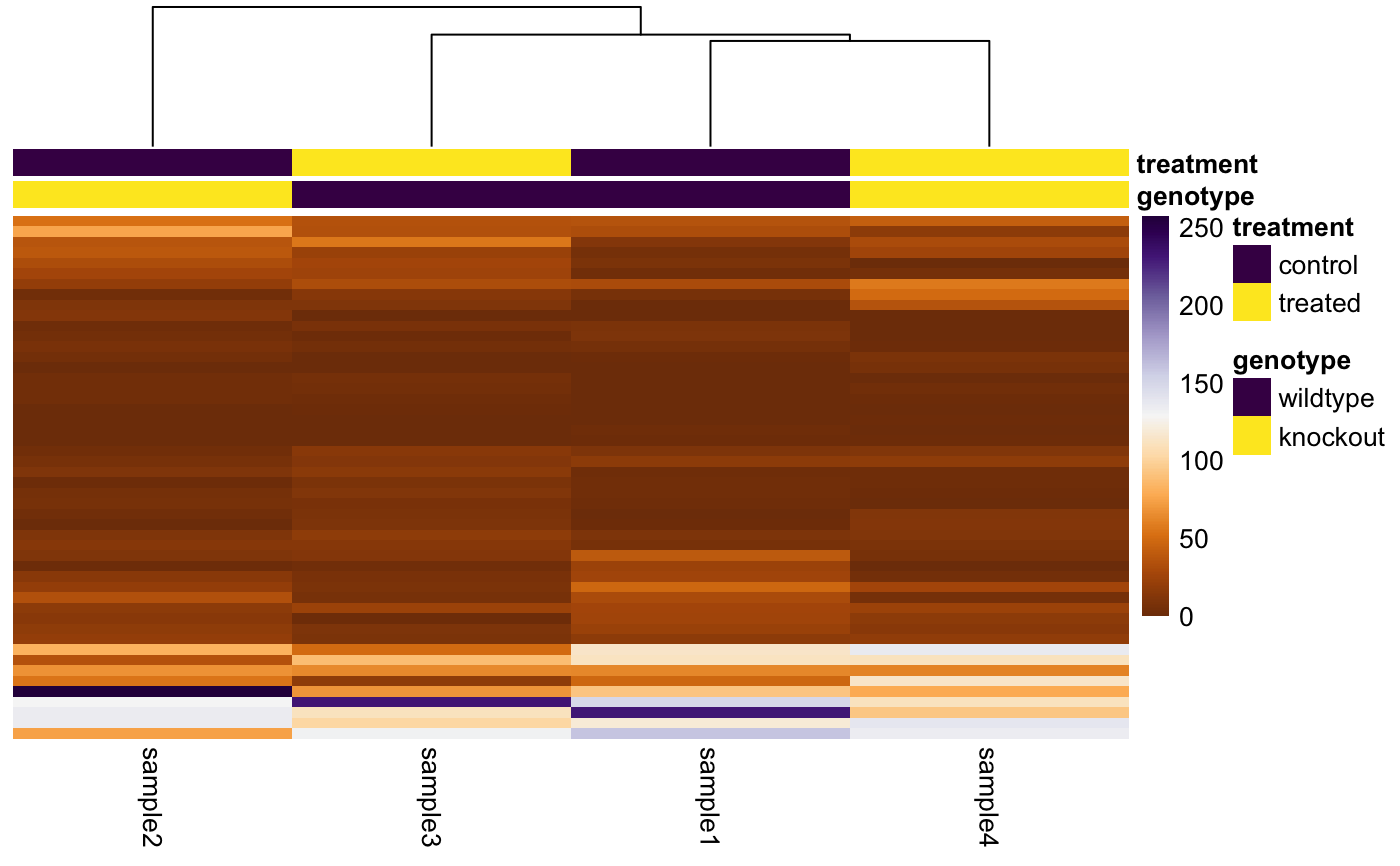 treatment
genotype
250
200
150
100
50
0
treatment
control
treated
genotype
wildtype
knockout
sample2
sample3
sample1
sample4